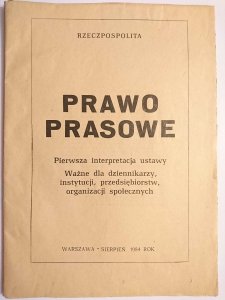 RZECZPOSPOLITA
PRAWO
PRASOWE
Pierwsza interpretacja ustawy
Ważne dla dziennikarzy,
instytucji, przedsiębiorstw,
organizacji społecznych
WARSZAWA - SIERPIEŃ 1984 ROK